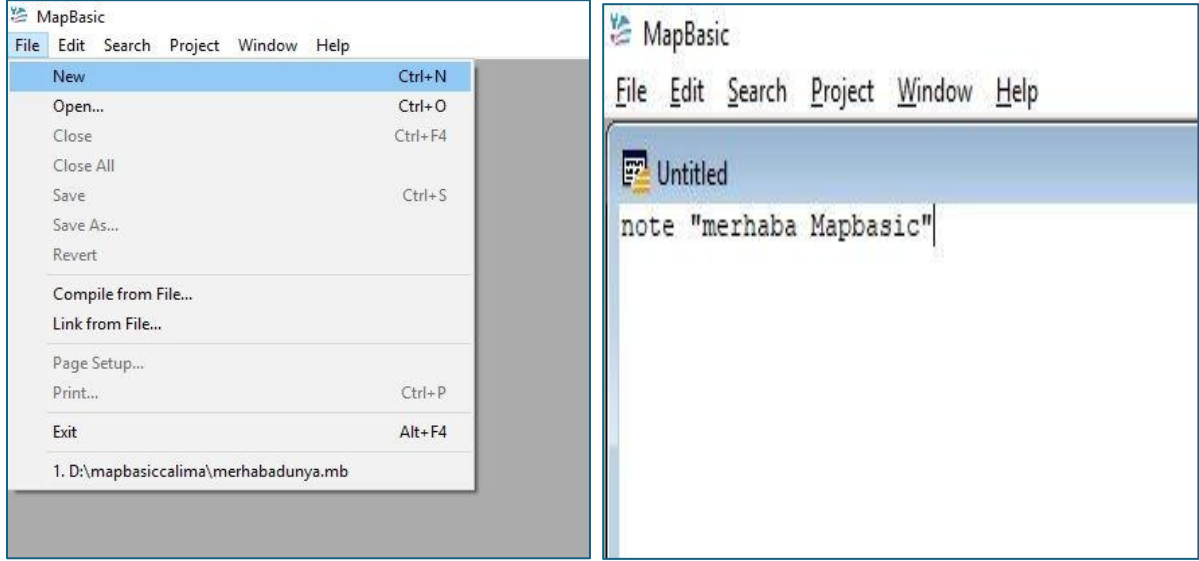 MapBasic
File Edit Search Project Window Help
New Ctrl+N
Open... Ctrl+O
Close Ctrl+F4
Close All
Save Ctrl+S
Save As...
Revert
Compile from File...
Link from File...
Page Setup...
Print... Ctrl+P
Exit Alt+F4
1. D:\mapbasiccalima\merhabadunya.mb
MapBasic
File Edit Search Project Window Help
Untitled
note "merhaba Mapbasic"